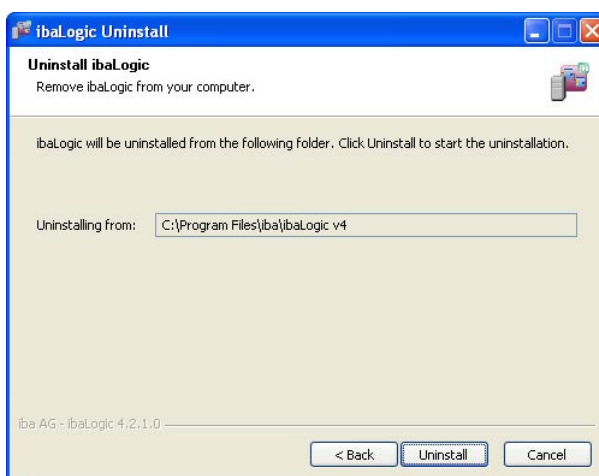 ibaLogic Uninstall
Uninstall ibaLogic
Remove ibaLogic from your computer.
ibaLogic will be uninstalled from the following folder. Click Uninstall to start the uninstallation.
Uninstalling from: C:\Program Files\iba\ibaLogic v4
iba AG - ibaLogic 4.2.1.0
< Back Uninstall Cancel